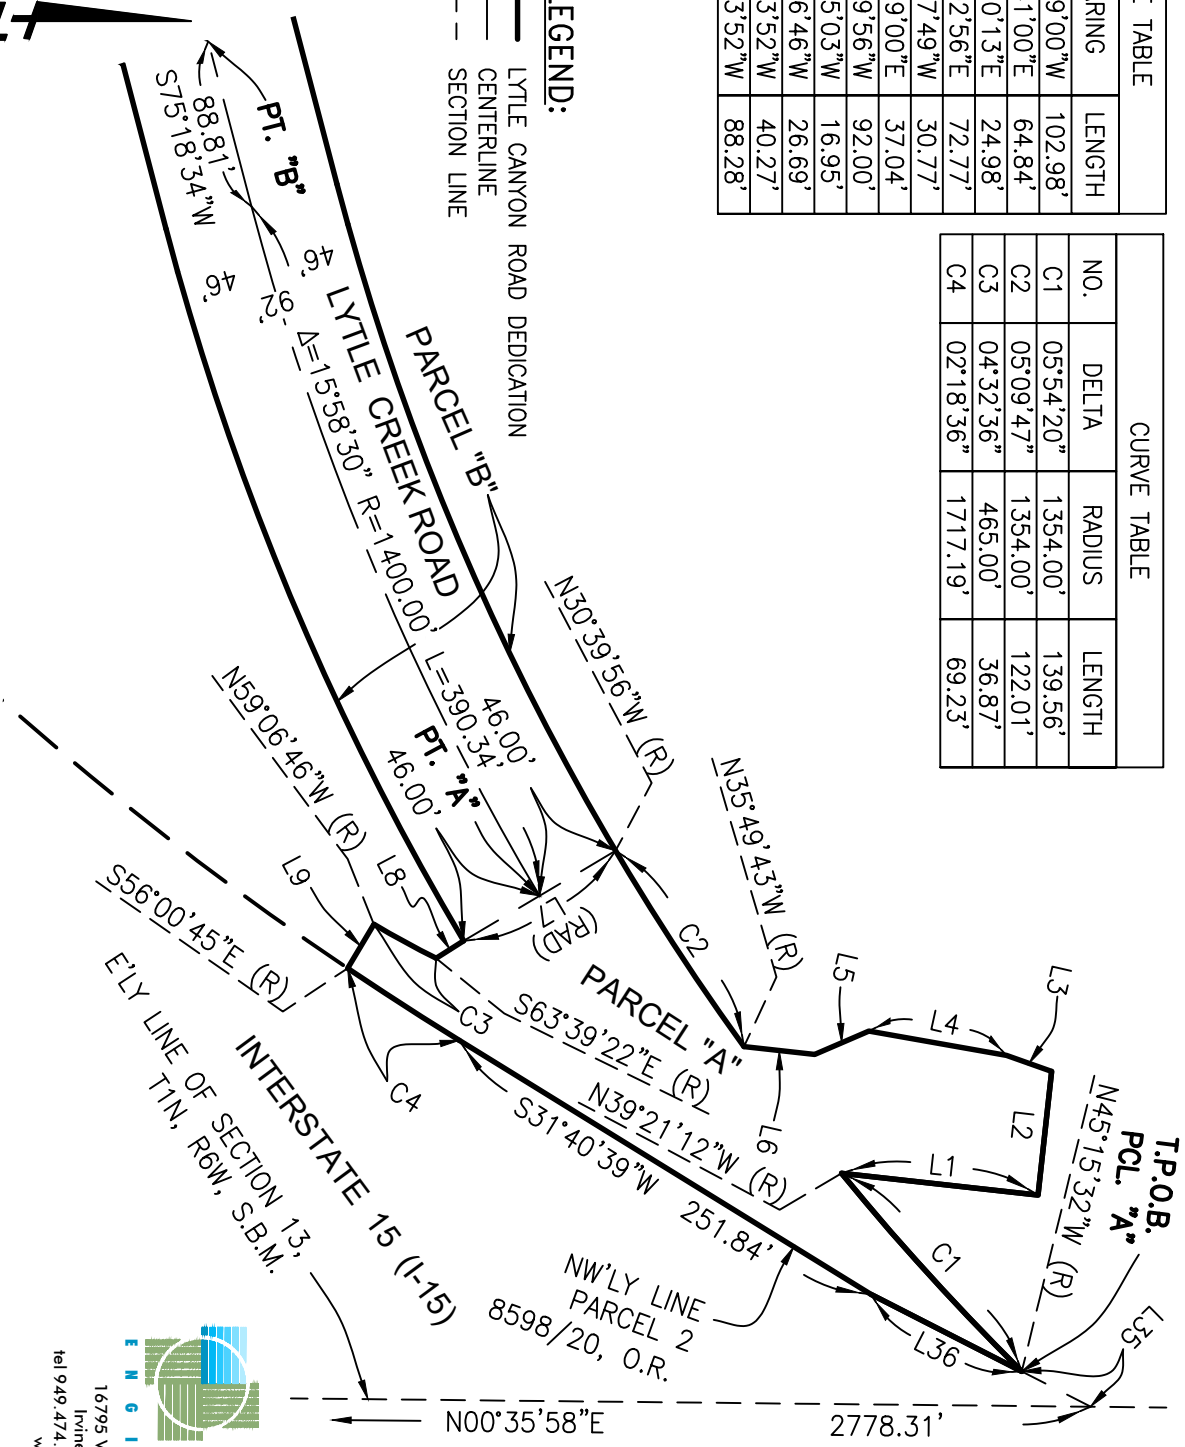 TABLE
LENGTH
102.98'
64.84'
24.98'
72.77'
30.77'
37.04'
92.00'
16.95'
26.69'
40.27'
88.28'
CURVE TABLE
NO. DELTA RADIUS LENGTH
C1 05°54'20" 1354.00' 139.56'
C2 05°09'47" 1354.00' 122.01'
C3 04°32'36" 465.00' 36.87'
C4 02°18'36" 1717.19' 69.23'
LEGEND:
LYTLE CANYON ROAD DEDICATION
CENTERLINE
SECTION LINE
PT. "B"
88.81'
S75°18'34"W
46'
46'
92'
PARCEL "B"
LYTLE CREEK ROAD
Δ=15°58'30" R=1400.00' L=390.34'
46.00'
PT. "A"
46.00'
N30°39'56"W (R)
N35°49'43"W (R)
L7
(RAD)
C2
L5
L3
L4
L2
L6
L1
PARCEL "A"
N45°15'32"W (R)
T.P.O.B.
PCL. "A"
N59°06'46"W (R)
L8
L9
S56°00'45"E (R)
C3
C4
S63°39'22"E (R)
N39°21'12"W (R)
S31°40'39"W 251.84'
C1
L36
L35
NW'LY LINE
PARCEL 2
8598/20, O.R.
INTERSTATE 15 (I-15)
E'LY LINE OF SECTION 13,
T1N, R6W, S.B.M.
N00°35'58"E 2778.31'
E N G I
16795
Irvine
tel 949.474.